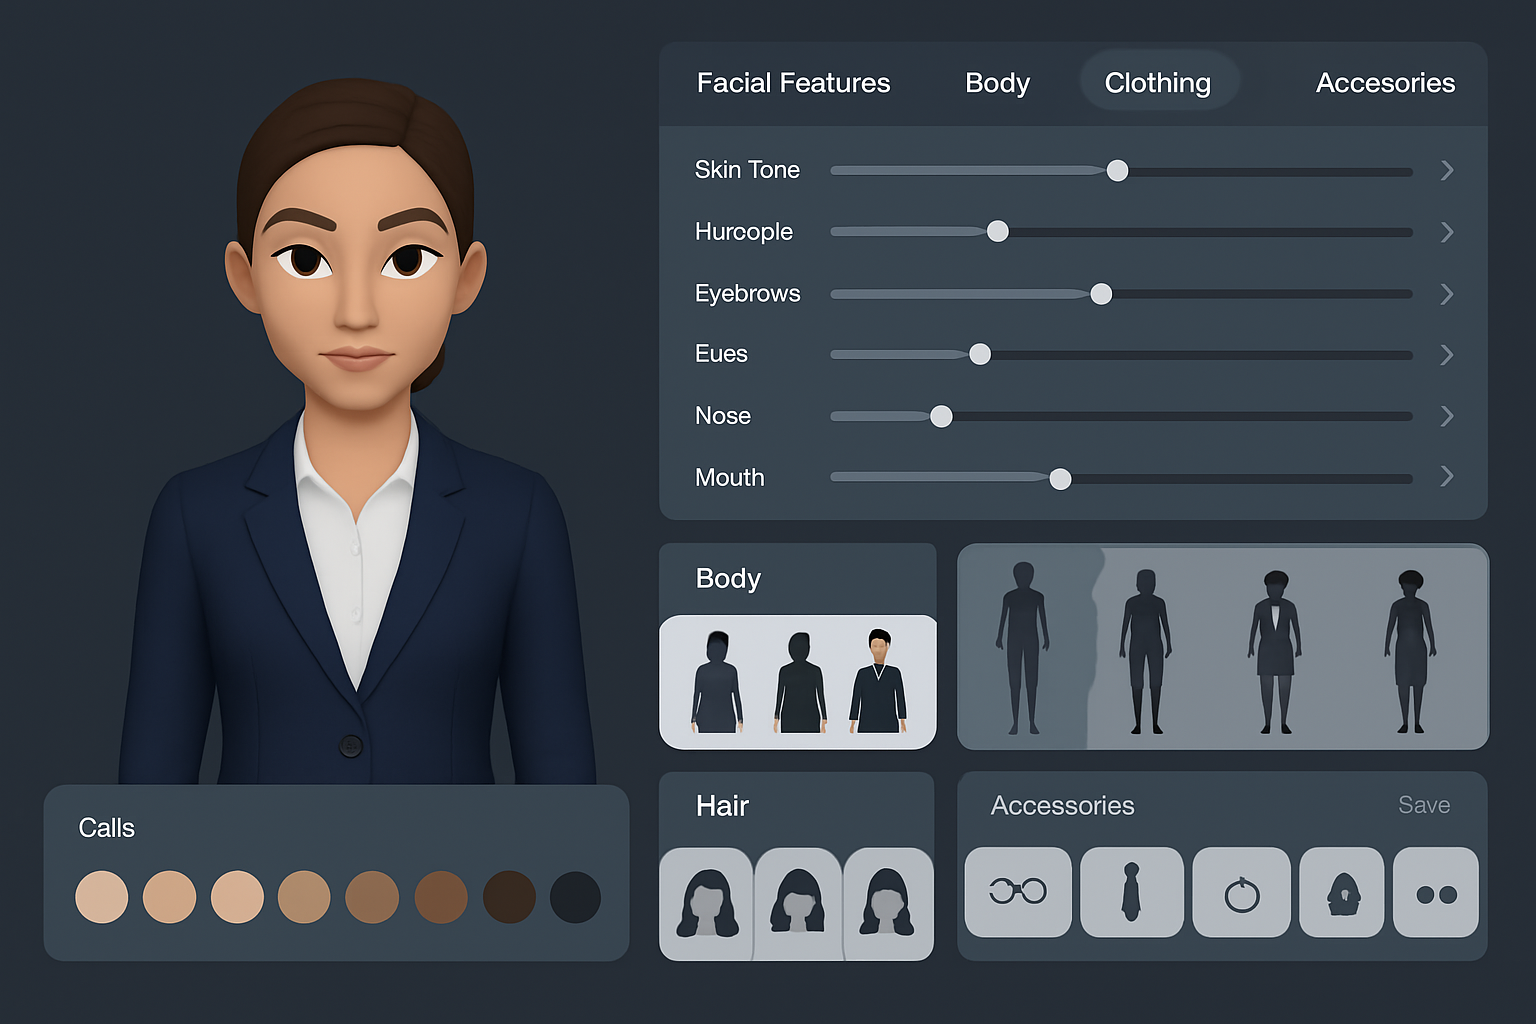 Facial Features Body Clothing Accesories
Skin Tone
Hurcople
Eyebrows
Eues
Nose
Mouth
Body
Calls
Hair
Accessories Save